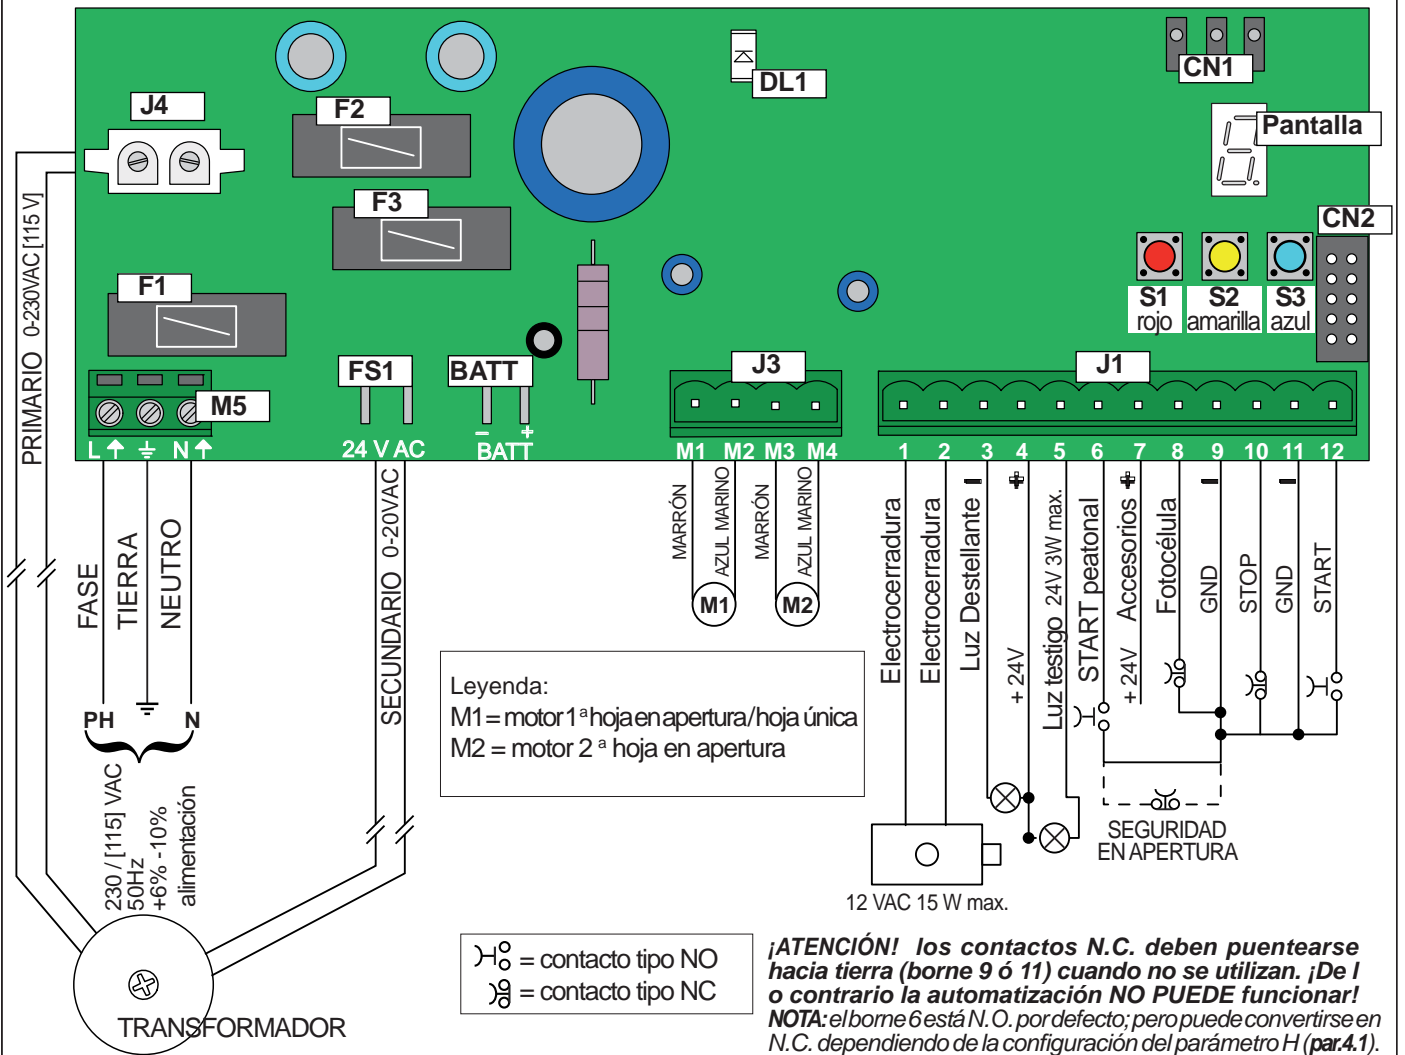 J4
F2
DL1
CN1
Pantalla
F3
CN2
F1
S1
rojo
S2
amarilla
S3
azul
FS1
BATT
J3
J1
M5
L N
24 V AC
– +
BATT
M1 M2 M3 M4
1 2 3 4 5 6 7 8 9 10 11 12
PRIMARIO 0-230VAC [115 V]
FASE
TIERRA
NEUTRO
SECUNDARIO 0-20VAC
MARRÓN
AZUL MARINO
MARRÓN
AZUL MARINO
M1
M2
Electrocerradura
Electrocerradura
Luz Destellante –
+ 24V +
Luz testigo 24V 3W max.
START peatonal
+ 24V Accesorios +
Fotocélula
GND –
STOP
GND –
START
Leyenda:
M1 = motor 1ª hoja en apertura/hoja única
M2 = motor 2 ª hoja en apertura
PH N
230 / [115] VAC
50Hz
+6% -10%
alimentación
SEGURIDAD
EN APERTURA
12 VAC 15 W max.
TRANSFORMADOR
= contacto tipo NO
= contacto tipo NC
¡ATENCIÓN! los contactos N.C. deben puentearse
hacia tierra (borne 9 ó 11) cuando no se utilizan. ¡De l
o contrario la automatización NO PUEDE funcionar!
NOTA: el borne 6 está N.O. por defecto; pero puede convertirse en
N.C. dependiendo de la configuración del parámetro H (par.4.1).